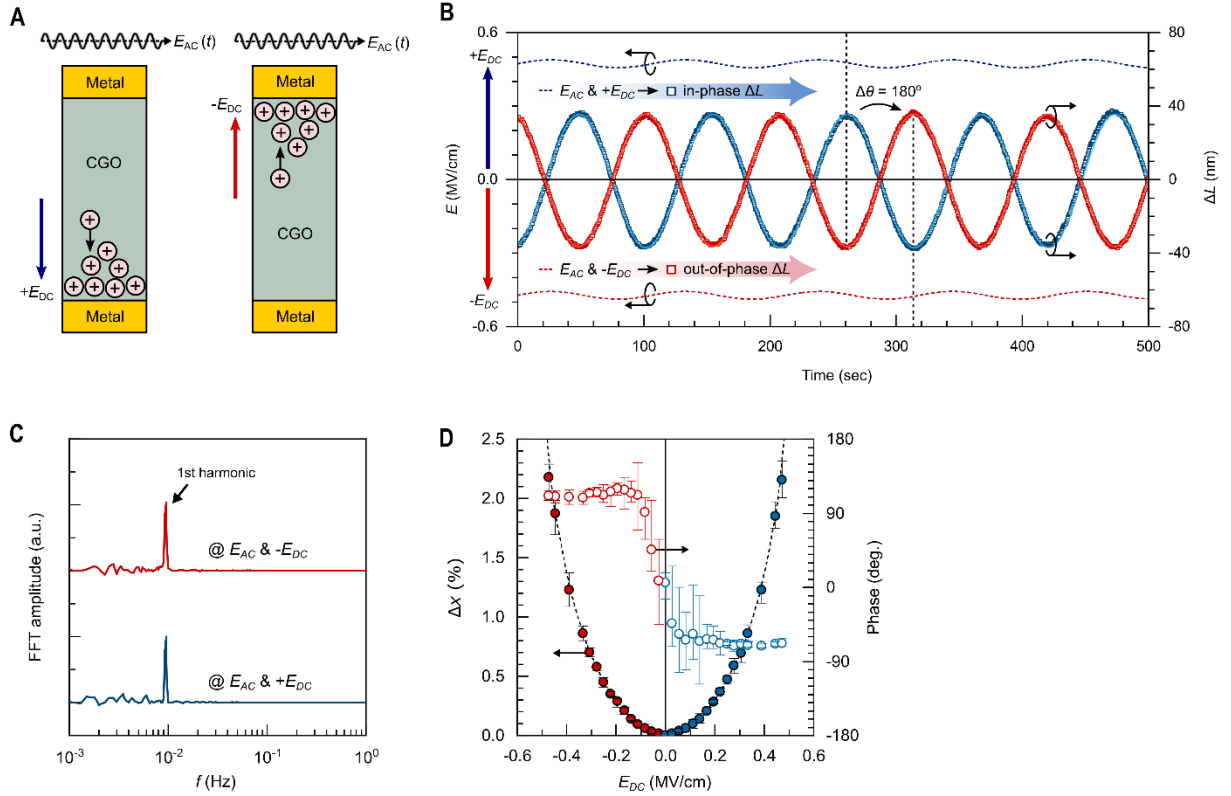 A
E_AC (t)
E_AC (t)
Metal
Metal
-E_DC
CGO
CGO
+E_DC
Metal
Metal
B
0.6
80
+E_DC
60
E_AC & +E_DC → in-phase ΔL
Δθ = 180°
40
20
E (MV/cm)
0.0
0
ΔL (nm)
-20
-40
E_AC & -E_DC → out-of-phase ΔL
-60
-E_DC
-0.6
-80
0
100
200
300
400
500
Time (sec)
C
1st harmonic
@ E_AC & -E_DC
FFT amplitude (a.u.)
@ E_AC & +E_DC
10⁻³
10⁻²
10⁻¹
10⁰
f (Hz)
D
2.5
180
2.0
90
1.5
Δx (%)
0
Phase (deg.)
1.0
-90
0.5
0.0
-180
-0.6
-0.4
-0.2
0.0
0.2
0.4
0.6
E_DC (MV/cm)